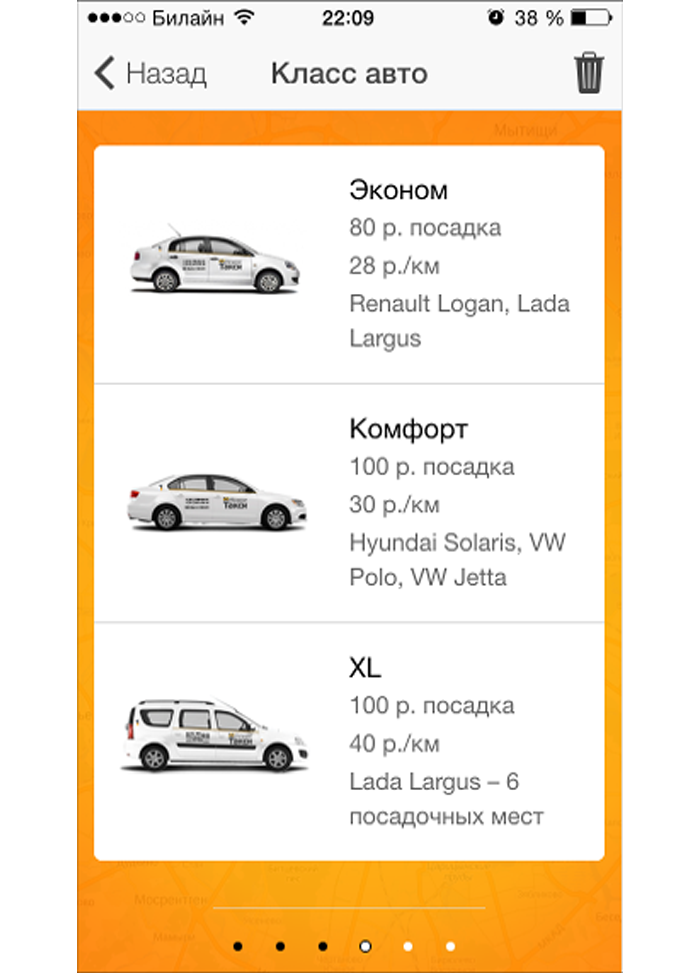 Билайн 22:09 38 %
Назад Класс авто
Мытищи
Эконом
80 р. посадка
28 р./км
Renault Logan, Lada
Largus
Такси
Комфорт
100 р. посадка
30 р./км
Hyundai Solaris, VW
Polo, VW Jetta
Такси
XL
100 р. посадка
40 р./км
Lada Largus – 6
посадочных мест
Такси
Мосрентген